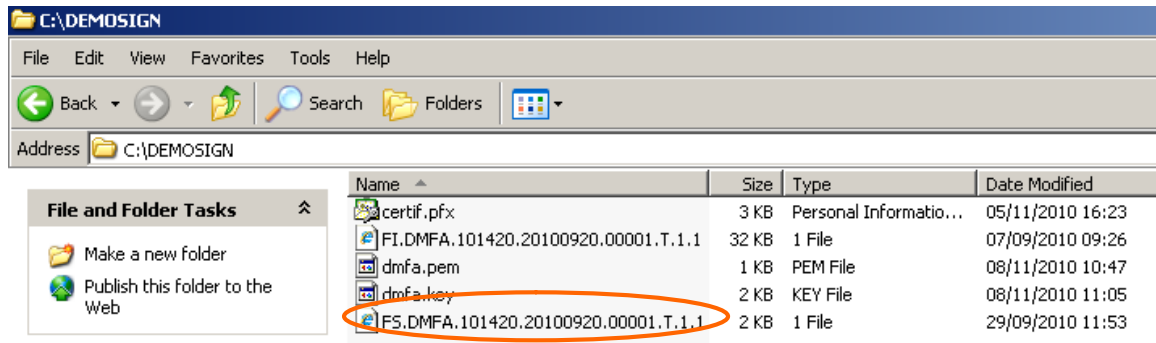 C:\DEMOSIGN
File Edit View Favorites Tools Help
Back Search Folders
Address C:\DEMOSIGN
Name Size Type Date Modified
File and Folder Tasks
Make a new folder
Publish this folder to the
Web
certif.pfx 3 KB Personal Informatio... 05/11/2010 16:23
FI.DMFA.101420.20100920.00001.T.1.1 32 KB 1 File 07/09/2010 09:26
dmfa.pem 1 KB PEM File 08/11/2010 10:47
dmfa.key 2 KB KEY File 08/11/2010 11:05
FS.DMFA.101420.20100920.00001.T.1.1 2 KB 1 File 29/09/2010 11:53